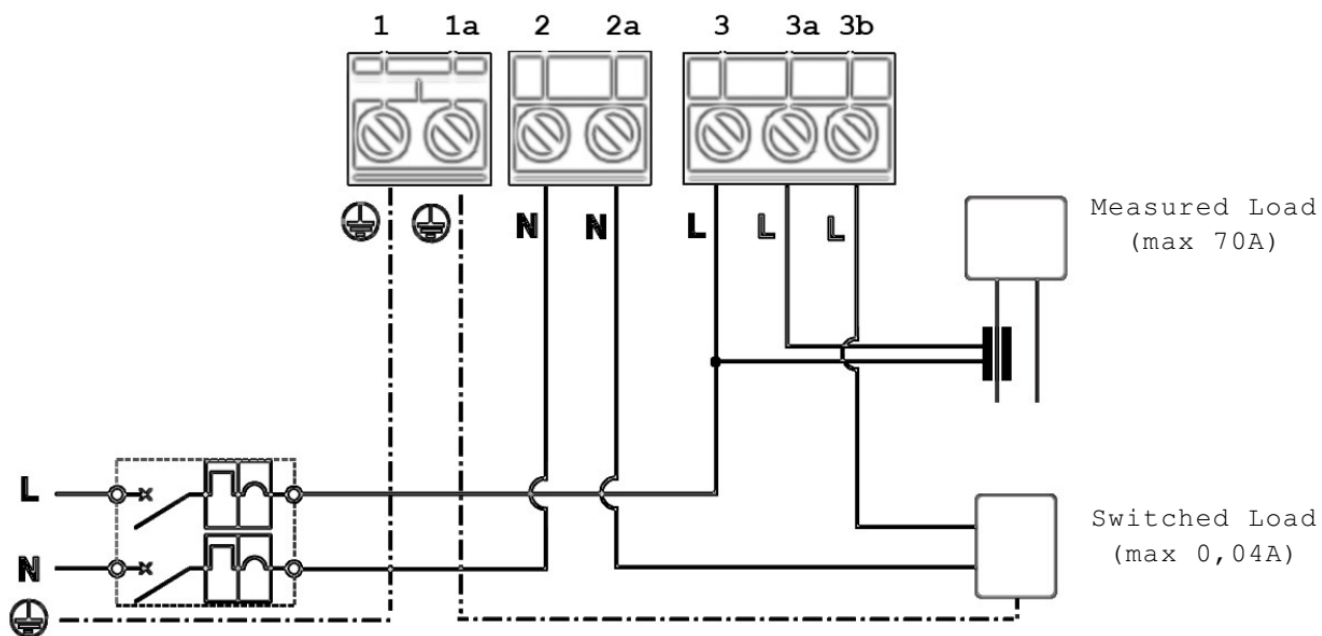 1 1a 2 2a 3 3a 3b
N N L L L
Measured Load
(max 70A)
L
Switched Load
(max 0,04A)
N